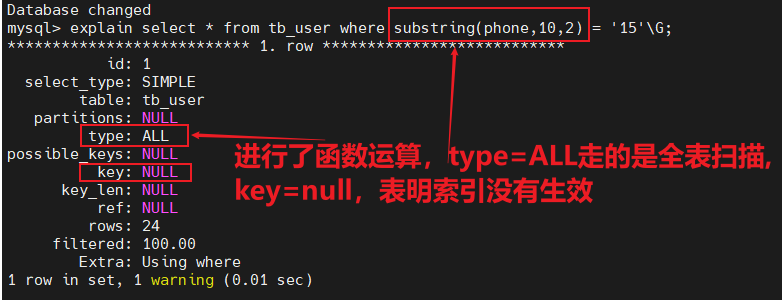 Database changed
mysql> explain select * from tb_user where substring(phone,10,2) = '15'\G;
*************************** 1. row ***************************
id: 1
select_type: SIMPLE
table: tb_user
partitions: NULL
type: ALL
possible_keys: NULL
key: NULL
key_len: NULL
ref: NULL
rows: 24
filtered: 100.00
Extra: Using where
1 row in set, 1 warning (0.01 sec)
进行了函数运算，type=ALL走的是全表扫描,
key=null，表明索引没有生效